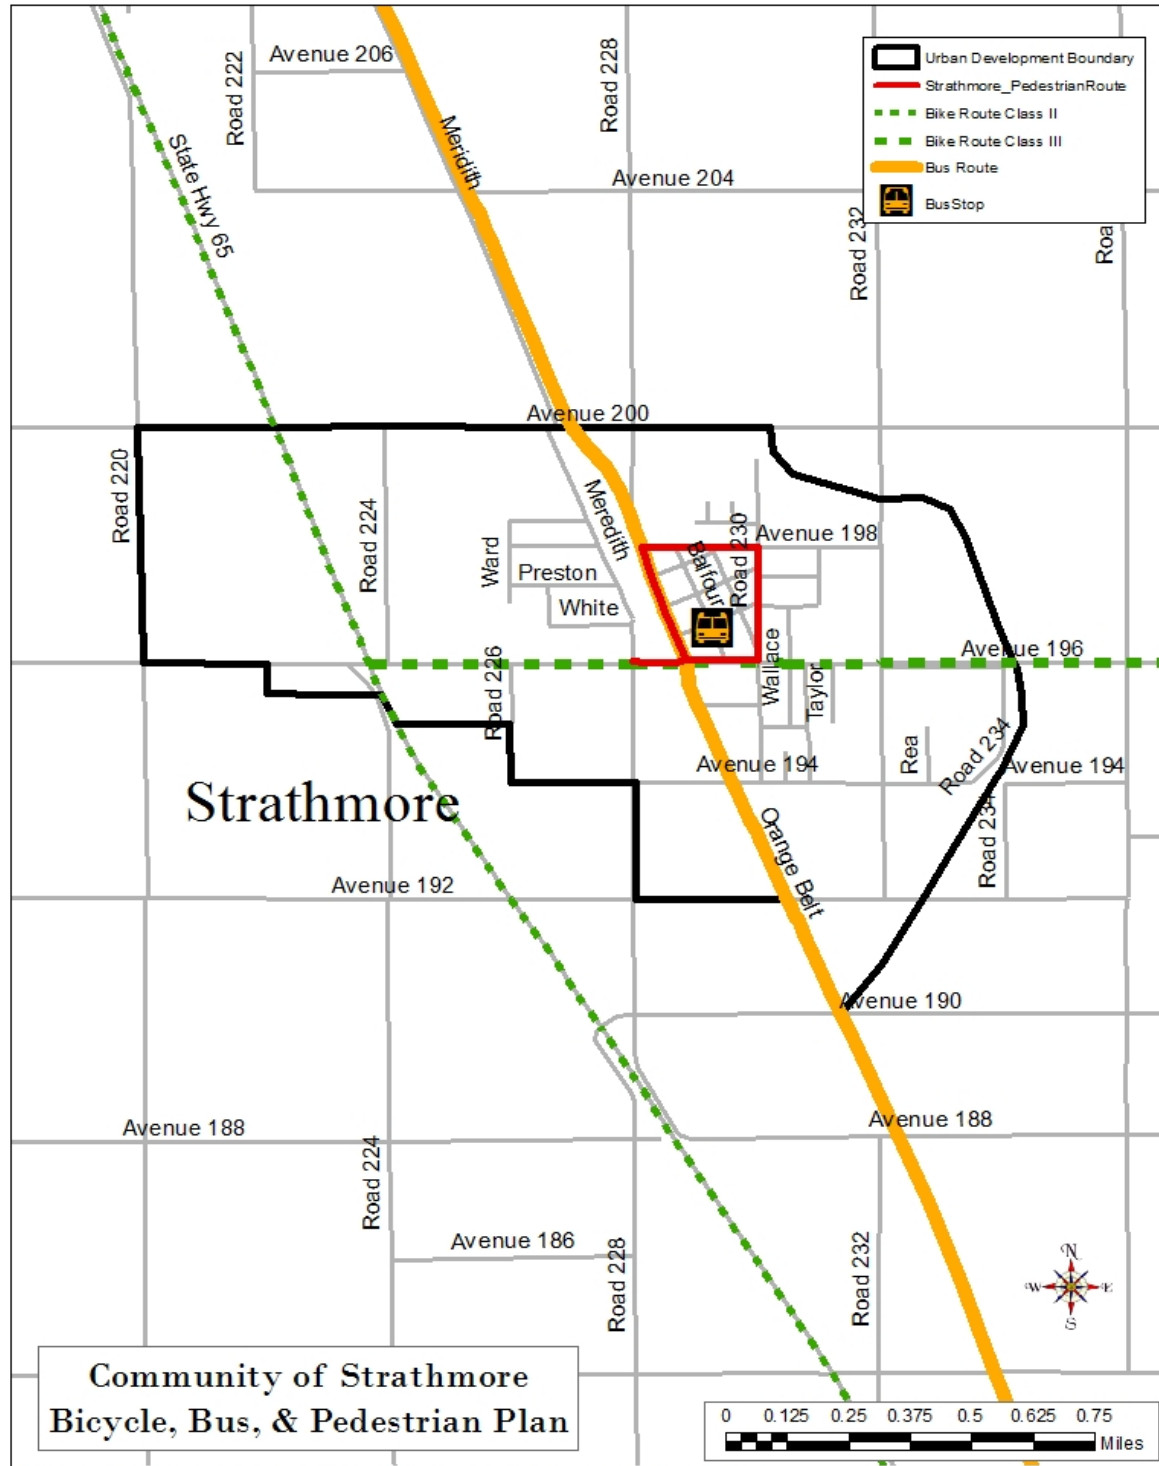 Avenue 206
Road 222
Road 228
Urban Development Boundary
Strathmore_PedestrianRoute
Bike Route Class II
Bike Route Class III
Bus Route
BusStop
Meridith
State Hwy 65
Avenue 204
Road 232
Roa
Avenue 200
Road 220
Road 224
Ward
Meredith
Preston
White
Balfour
Road 230
Avenue 198
Avenue 196
Road 226
Wallace
Taylor
Rea
Road 234
Avenue 194
Avenue 194
Road 234
Strathmore
Orange Belt
Avenue 192
Avenue 190
Avenue 188
Avenue 188
Road 224
Avenue 186
Road 228
Road 232
N
W
E
S
Community of Strathmore
Bicycle, Bus, & Pedestrian Plan
0 0.125 0.25 0.375 0.5 0.625 0.75
Miles